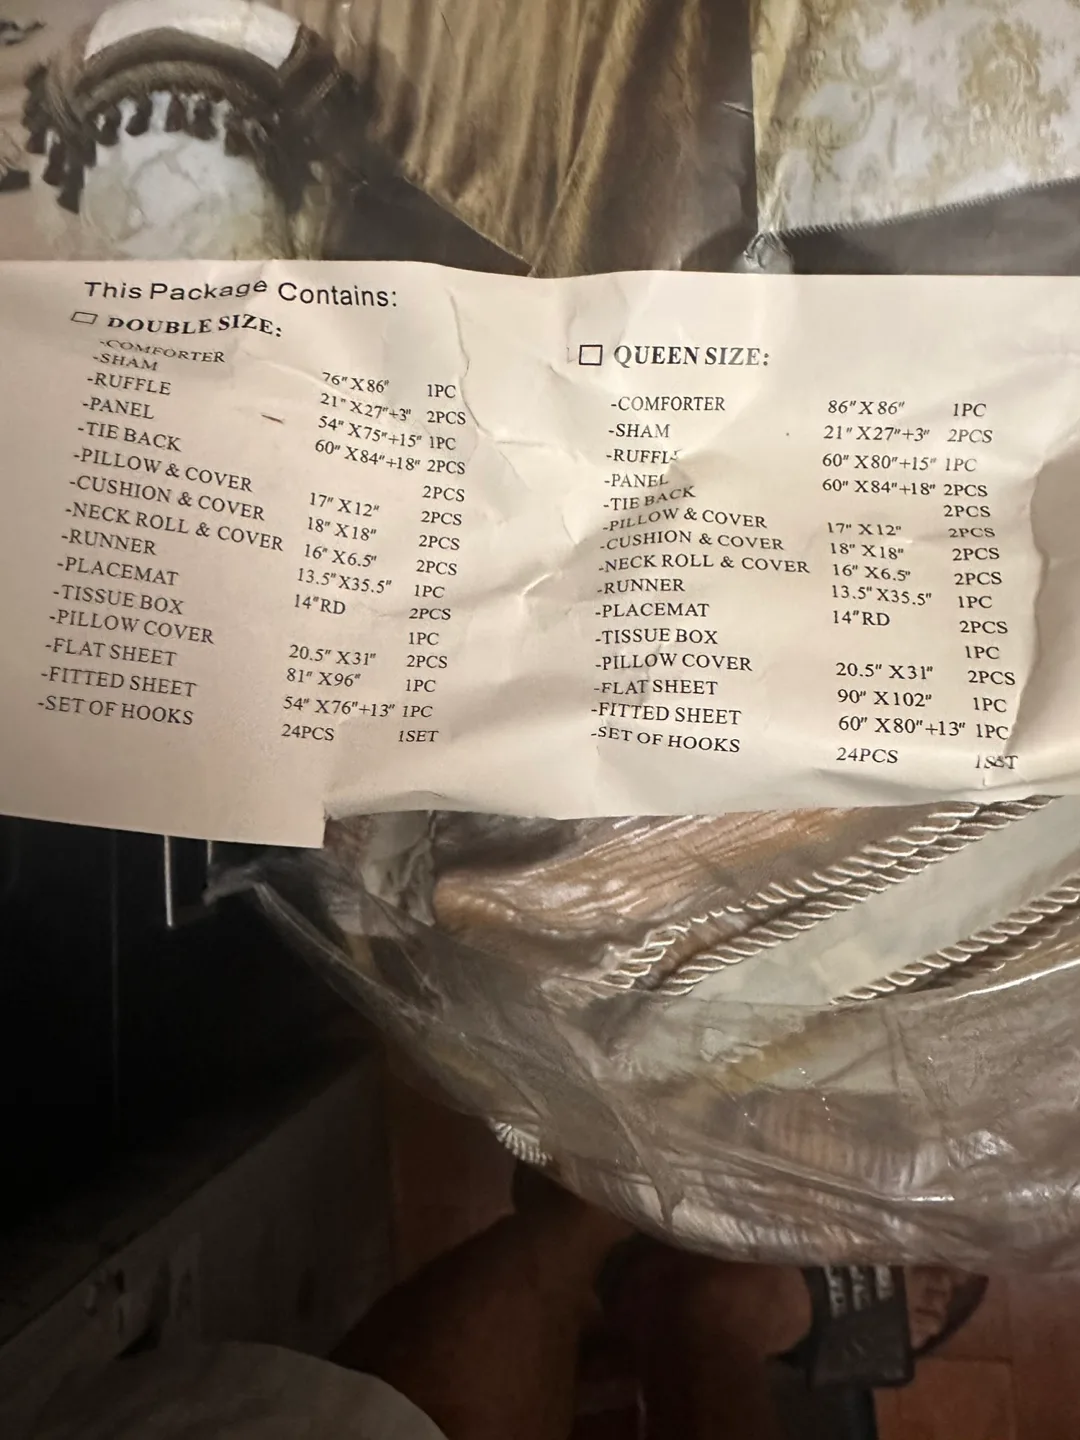 This Package Contains:
DOUBLE SIZE:
-COMFORTER 76" X 86" 1PC
-SHAM 21" X27"+3" 2PCS
-RUFFLE 54" X75"+15" 1PC
-PANEL 60" X84"+18" 2PCS
-TIE BACK 2PCS
-PILLOW & COVER 17" X12" 2PCS
-CUSHION & COVER 18" X18" 2PCS
-NECK ROLL & COVER 16" X6.5" 2PCS
-RUNNER 13.5"X35.5" 1PC
-PLACEMAT 14"RD 2PCS
-TISSUE BOX 1PC
-PILLOW COVER 20.5" X31" 2PCS
-FLAT SHEET 81" X96" 1PC
-FITTED SHEET 54" X76"+13" 1PC
-SET OF HOOKS 24PCS 1SET
QUEEN SIZE:
-COMFORTER 86" X 86" 1PC
-SHAM 21" X27"+3" 2PCS
-RUFFLE 60" X80"+15" 1PC
-PANEL 60" X84"+18" 2PCS
-TIE BACK 2PCS
-PILLOW & COVER 17" X12" 2PCS
-CUSHION & COVER 18" X18" 2PCS
-NECK ROLL & COVER 16" X6.5" 2PCS
-RUNNER 13.5"X35.5" 1PC
-PLACEMAT 14"RD 2PCS
-TISSUE BOX 1PC
-PILLOW COVER 20.5" X31" 2PCS
-FLAT SHEET 90" X102" 1PC
-FITTED SHEET 60" X80"+13" 1PC
-SET OF HOOKS 24PCS 1SET